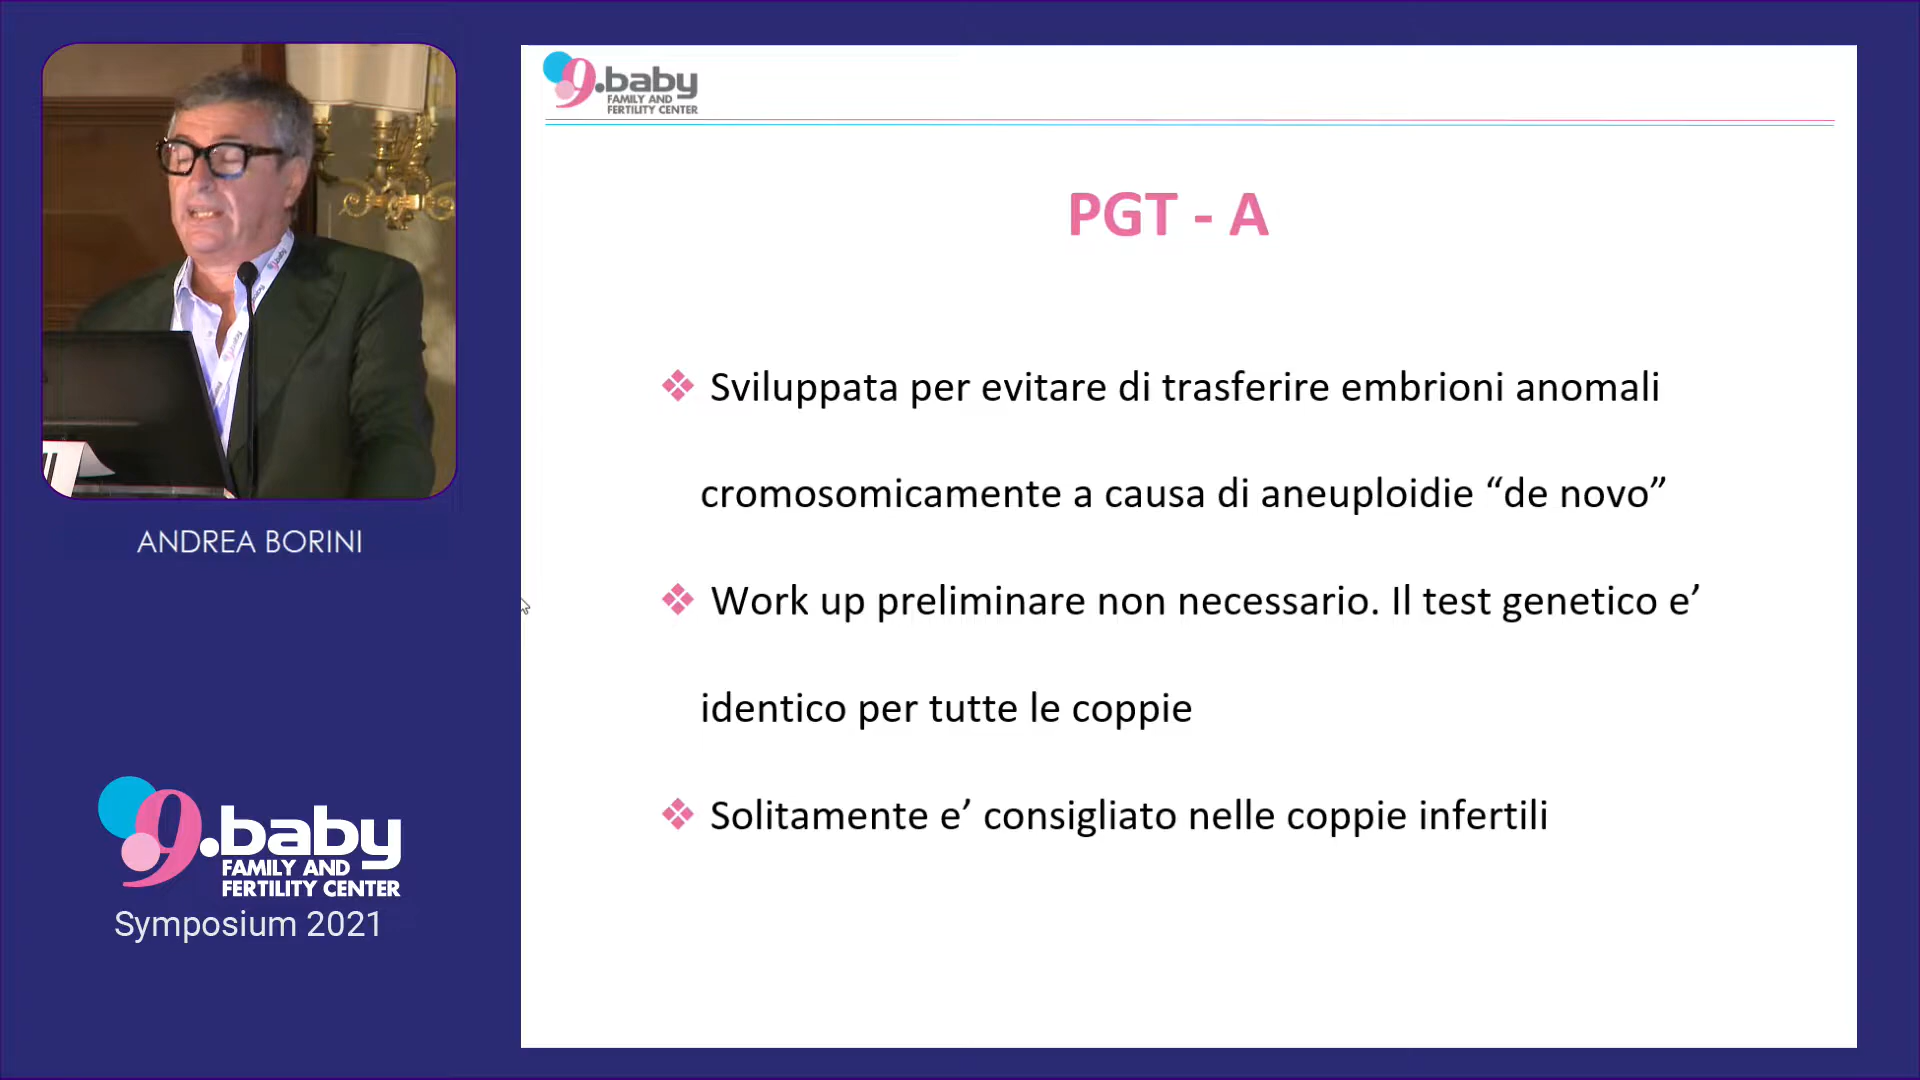 9.baby
FAMILY AND
FERTILITY CENTER
PGT - A
Sviluppata per evitare di trasferire embrioni anomali
cromosomicamente a causa di aneuploidie “de novo”
Work up preliminare non necessario. Il test genetico e’
identico per tutte le coppie
Solitamente e’ consigliato nelle coppie infertili
ANDREA BORINI
9.baby
FAMILY AND
FERTILITY CENTER
Symposium 2021